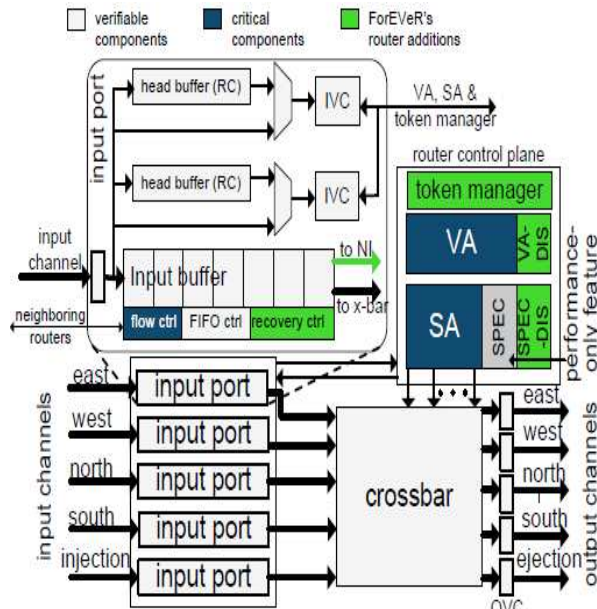 verifiable components
critical components
ForEVeR's router additions
input port
head buffer (RC)
IVC
VA, SA & token manager
head buffer (RC)
IVC
router control plane
token manager
VA
VA-DIS
SA
SPEC
SPEC-DIS
performance-only feature
input channel
Input buffer
to NI
to x-bar
flow ctrl
FIFO ctrl
recovery ctrl
neighboring routers
input channels
east
input port
west
input port
north
input port
south
input port
injection
input port
crossbar
east
west
north
south
ejection
output channels
OVC